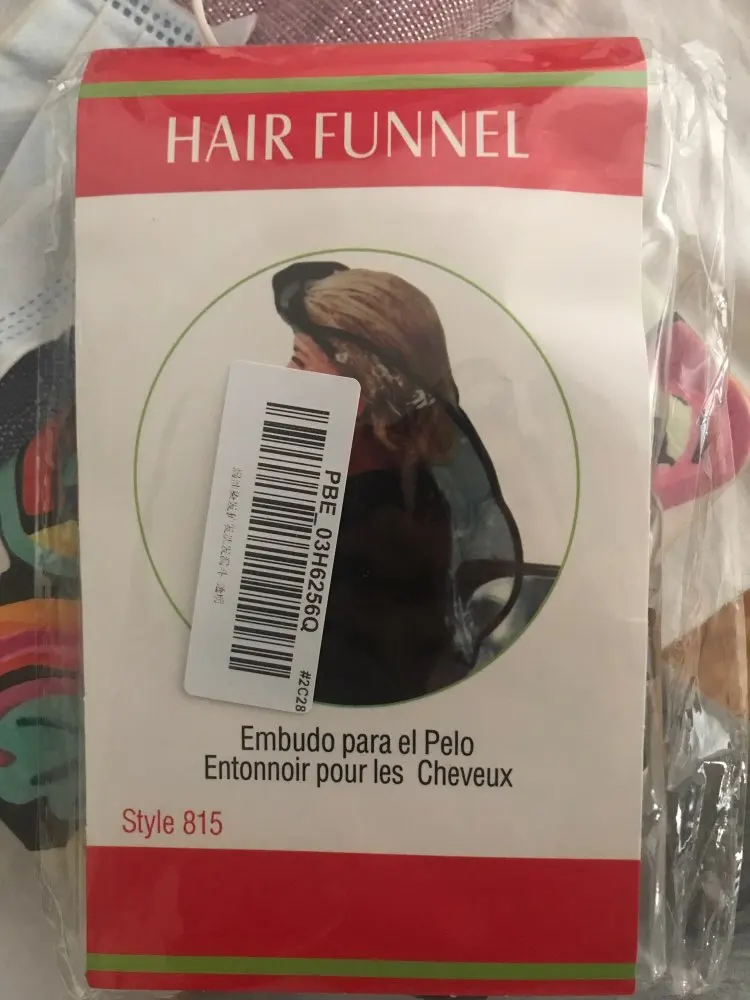 HAIR FUNNEL
PBE_03H6256Q
#2C28
Embudo para el Pelo
Entonnoir pour les Cheveux
Style 815